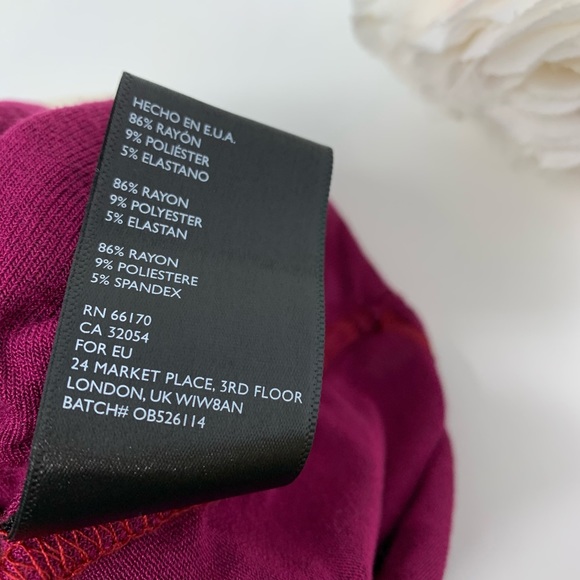 HECHO EN E.U.A.
86% RAYÓN
9% POLIÉSTER
5% ELASTANO
86% RAYON
9% POLYESTER
5% ELASTAN
86% RAYON
9% POLIESTERE
5% SPANDEX
RN 66170
CA 32054
FOR EU
24 MARKET PLACE, 3RD FLOOR
LONDON, UK WIW8AN
BATCH# OB526114